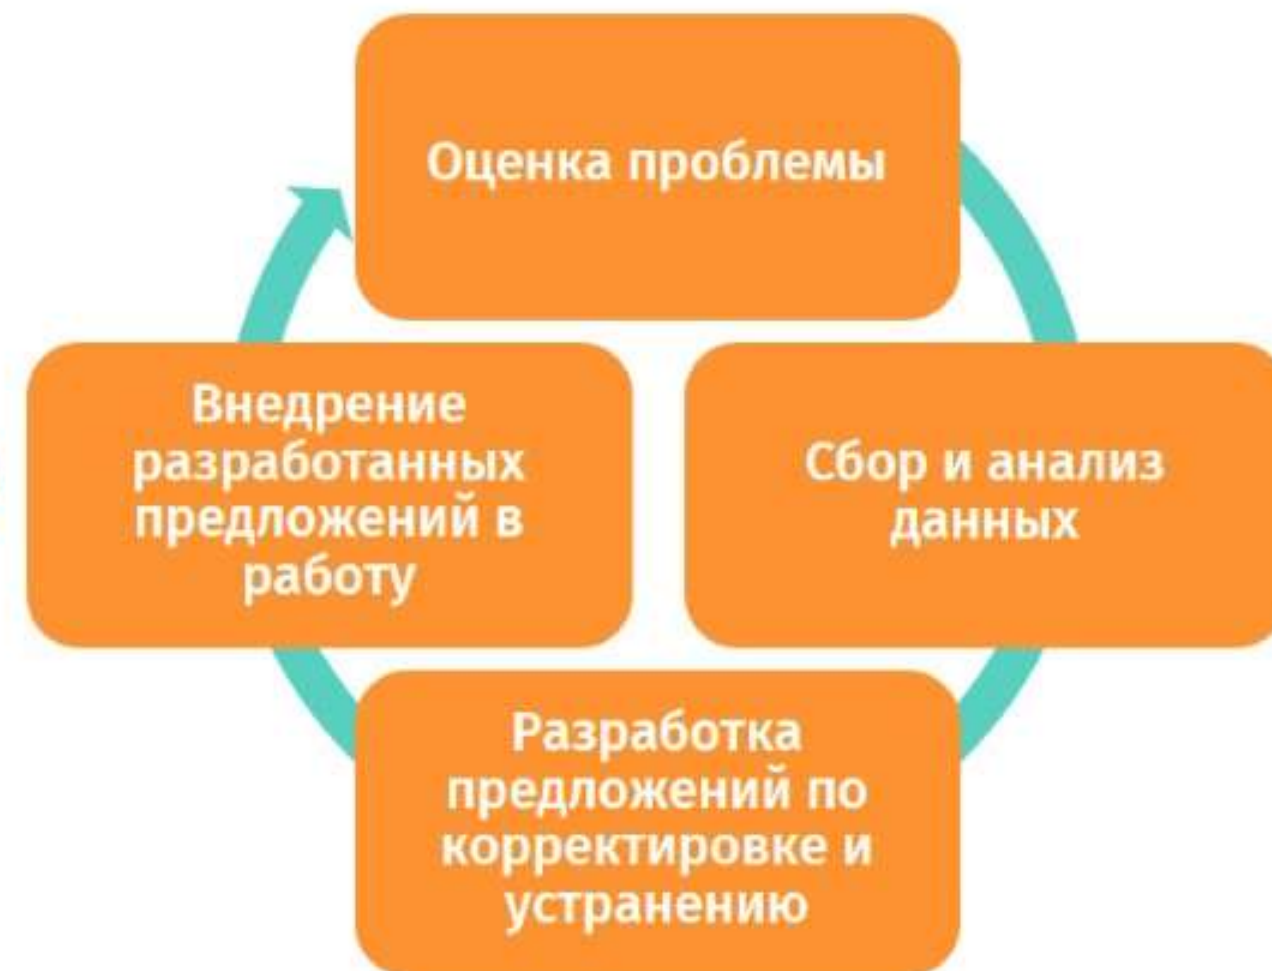 Оценка проблемы
Сбор и анализ
данных
Разработка
предложений по
корректировке и
устранению
Внедрение
разработанных
предложений в
работу